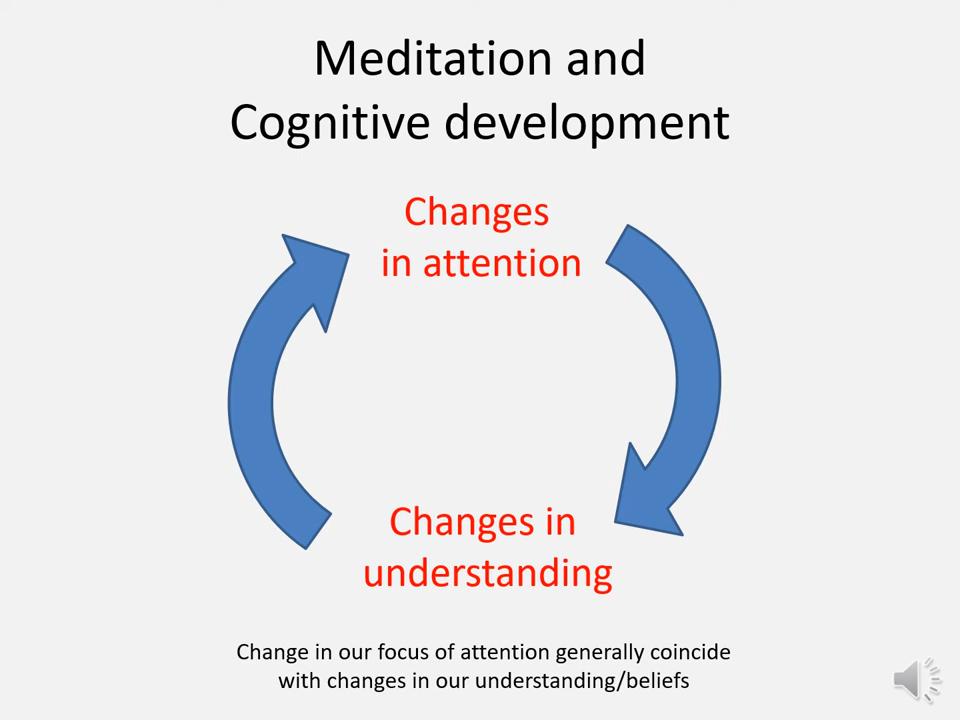 Meditation and
Cognitive development
Changes
in attention
Changes in
understanding
Change in our focus of attention generally coincide
with changes in our understanding/beliefs